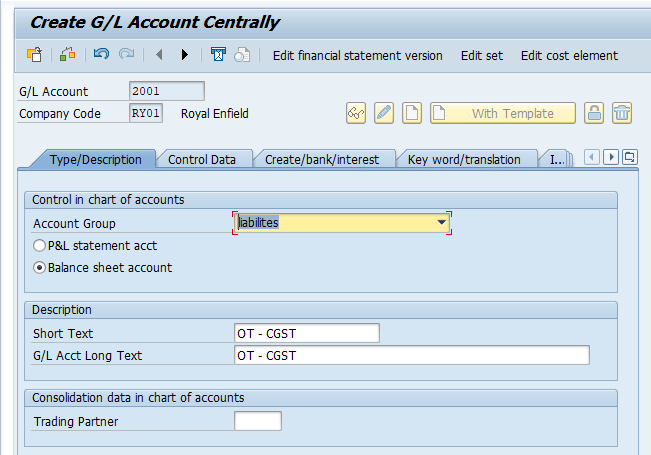 Create G/L Account Centrally
Edit financial statement version Edit set Edit cost element
G/L Account 2001
Company Code RY01 Royal Enfield With Template
Type/Description Control Data Create/bank/interest Key word/translation I...
Control in chart of accounts
Account Group liabilites
P&L statement acct
Balance sheet account
Description
Short Text OT - CGST
G/L Acct Long Text OT - CGST
Consolidation data in chart of accounts
Trading Partner